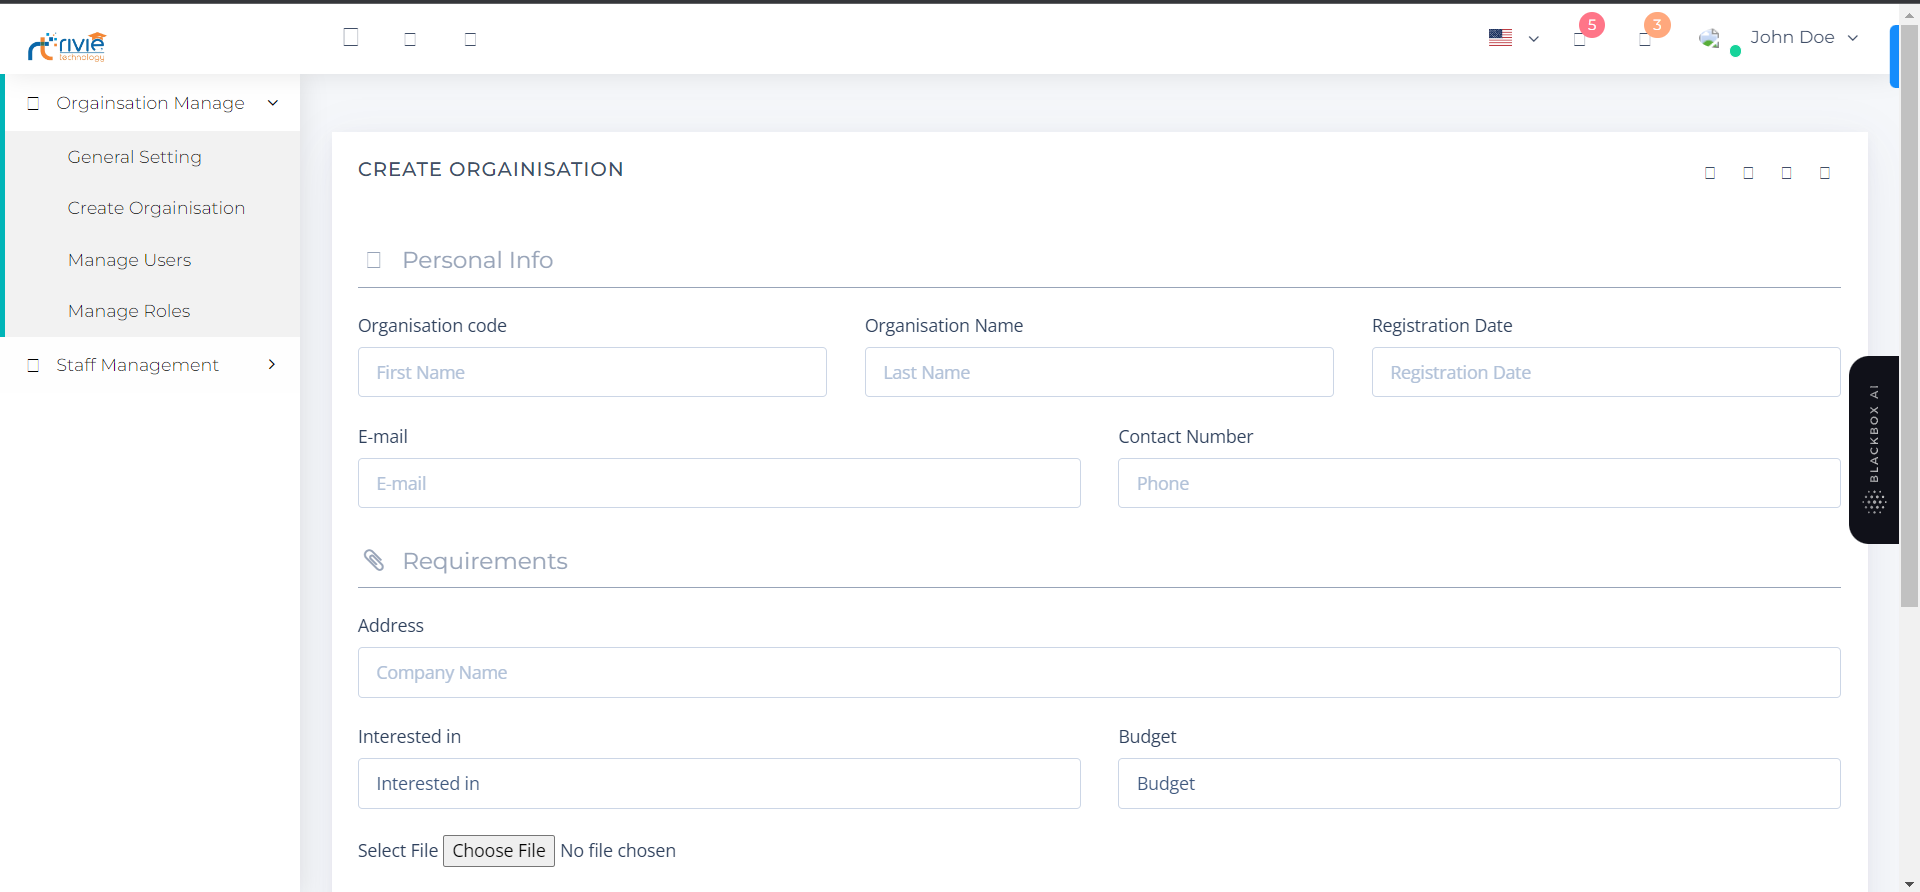 rivie
technology
5
3
John Doe
Orgainsation Manage
General Setting
Create Orgainisation
Manage Users
Manage Roles
Staff Management
CREATE ORGAINISATION
Personal Info
Organisation code Organisation Name Registration Date
First Name Last Name Registration Date
E-mail Contact Number
E-mail Phone
Requirements
Address
Company Name
Interested in Budget
Interested in Budget
Select File Choose File No file chosen
BLACKBOX AI